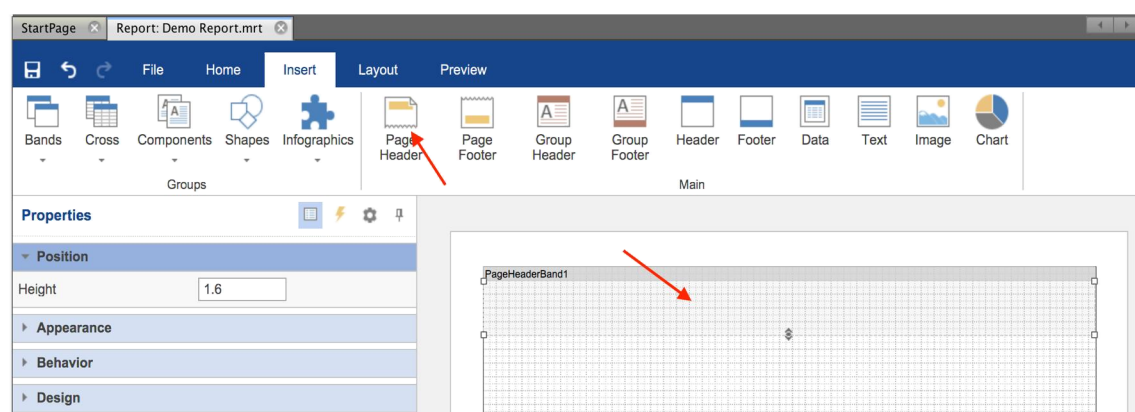 StartPage
Report: Demo Report.mrt
File Home Insert Layout Preview
Bands Cross Components Shapes Infographics Page Header Page Footer Group Header Group Footer Header Footer Data Text Image Chart
Groups Main
Properties
Position
PageHeaderBand1
Height 1.6
Appearance
Behavior
Design